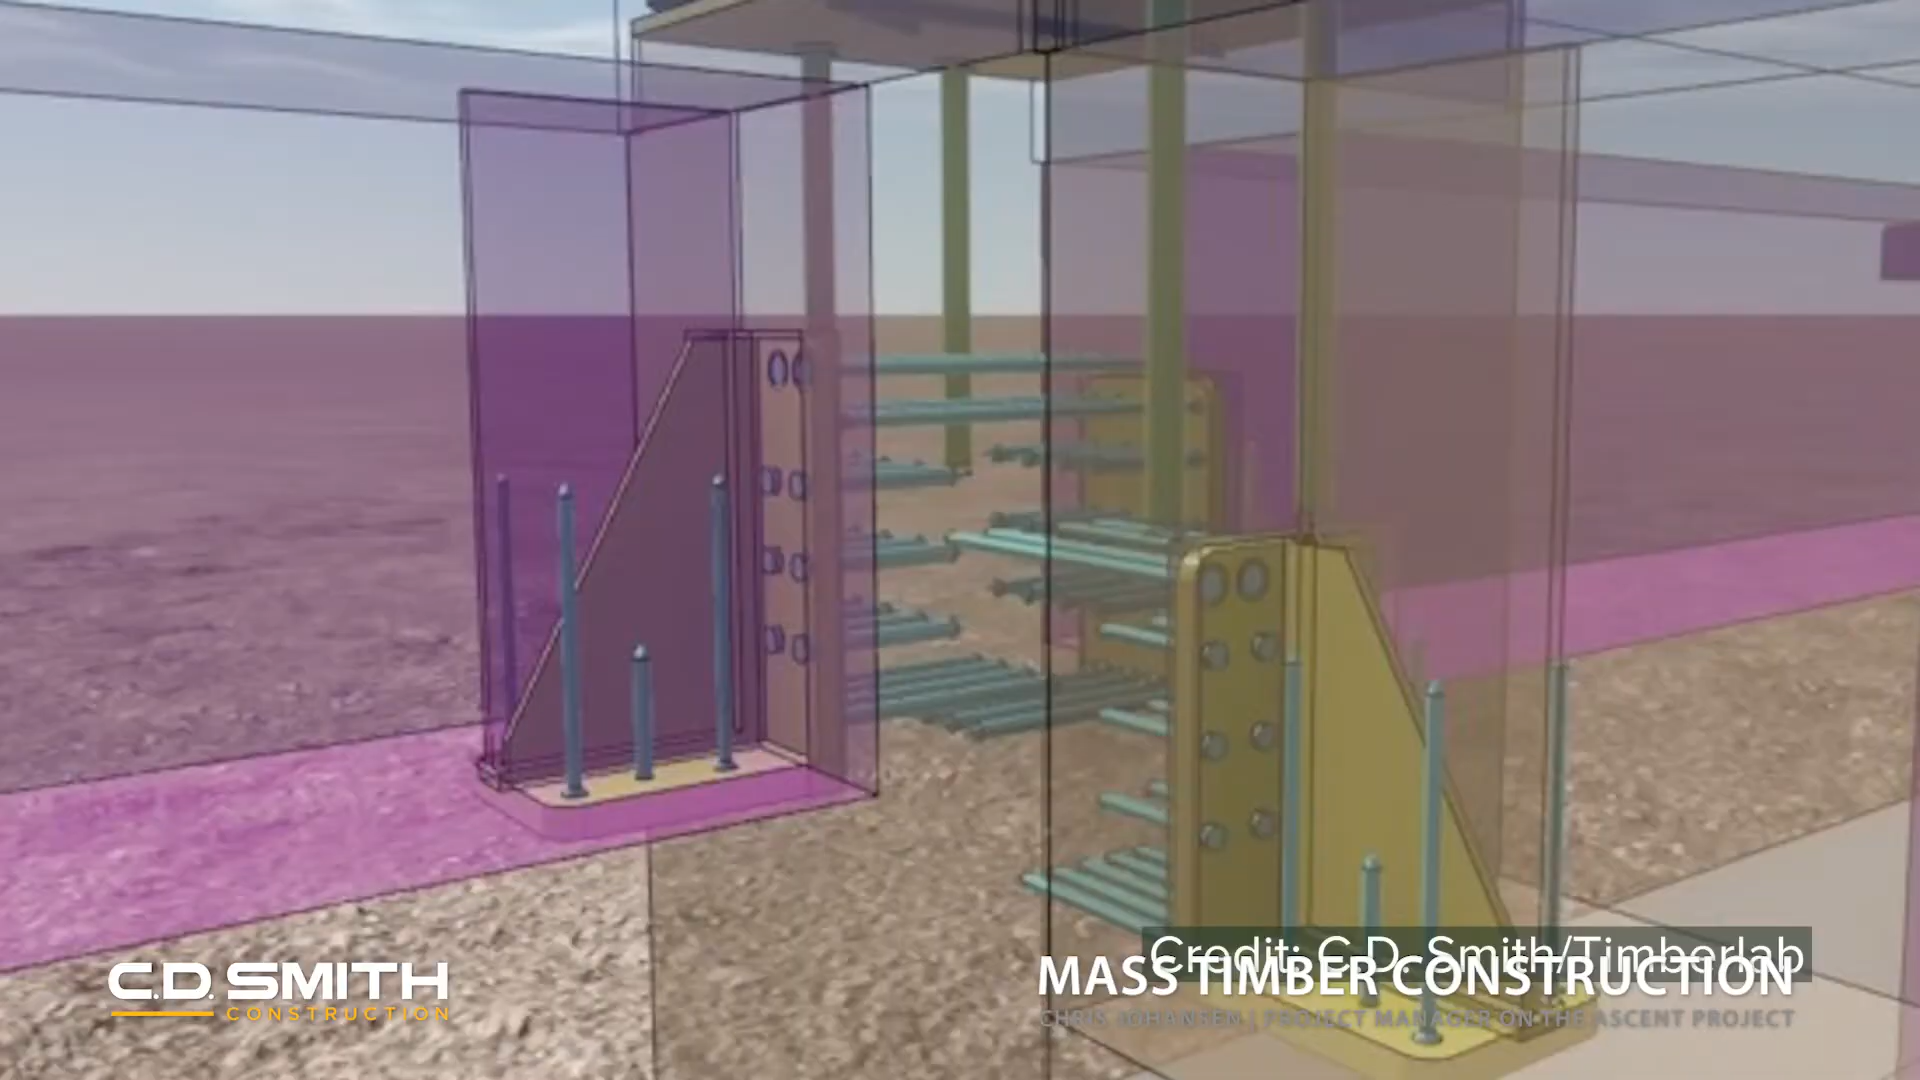 C.D. SMITH
CONSTRUCTION
Credit: C.D. Smith/Timberlab
MASS TIMBER CONSTRUCTION
CHRIS JOHANSEN | PROJECT MANAGER ON THE ASCENT PROJECT